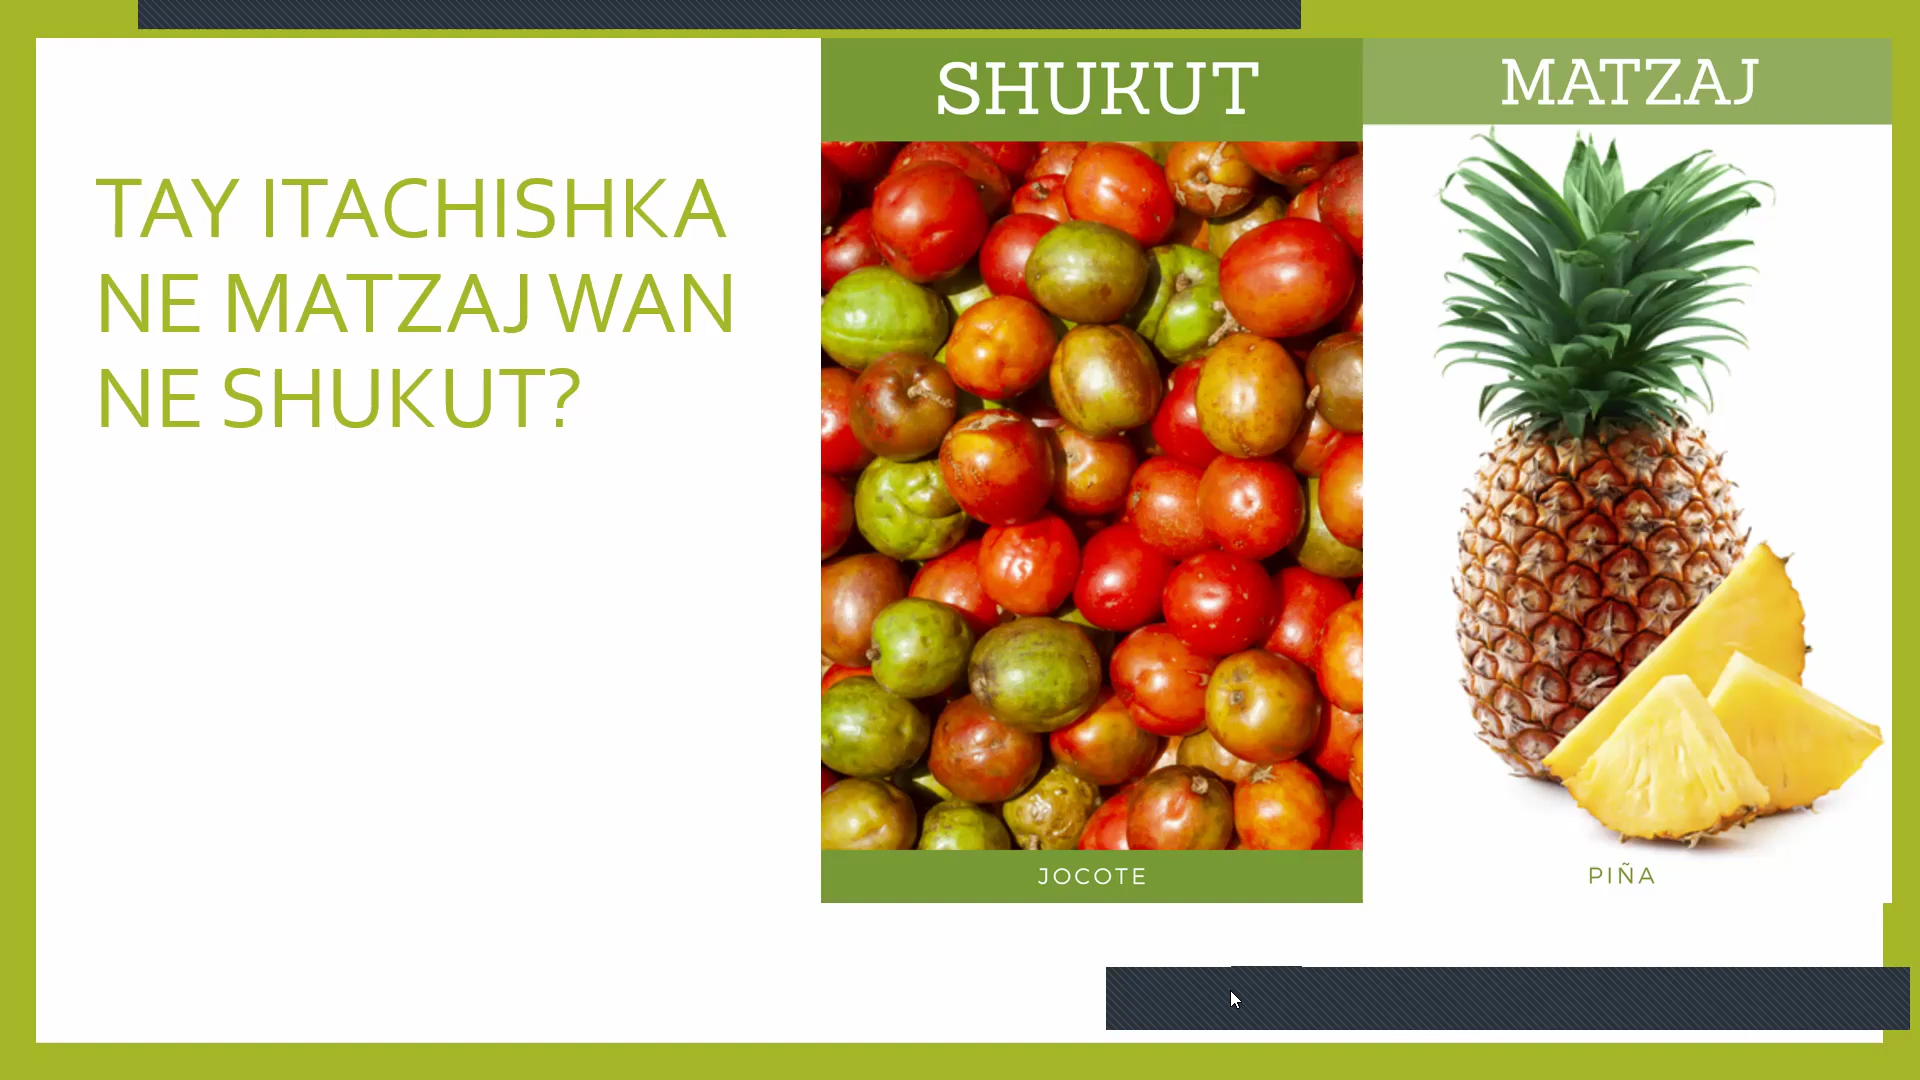 TAY ITACHISHKA
NE MATZAJ WAN
NE SHUKUT?
SHUKUT
JOCOTE
MATZAJ
PIÑA